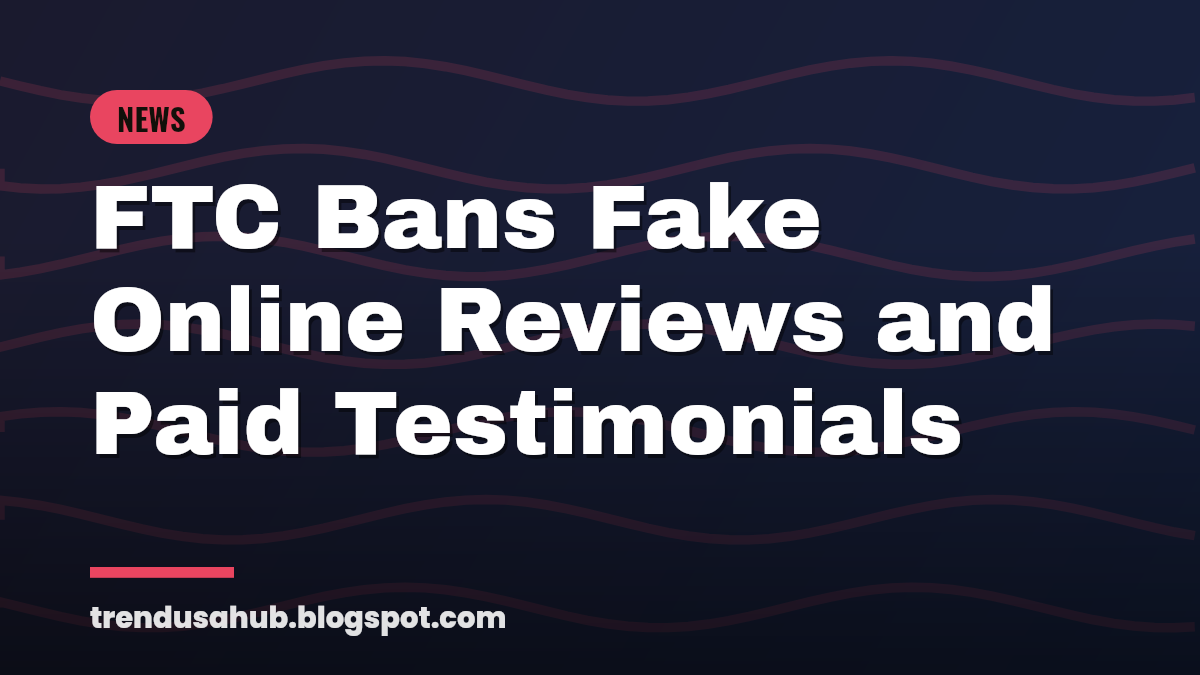 NEWS
FTC Bans Fake
Online Reviews and
Paid Testimonials
trendusahub.blogspot.com